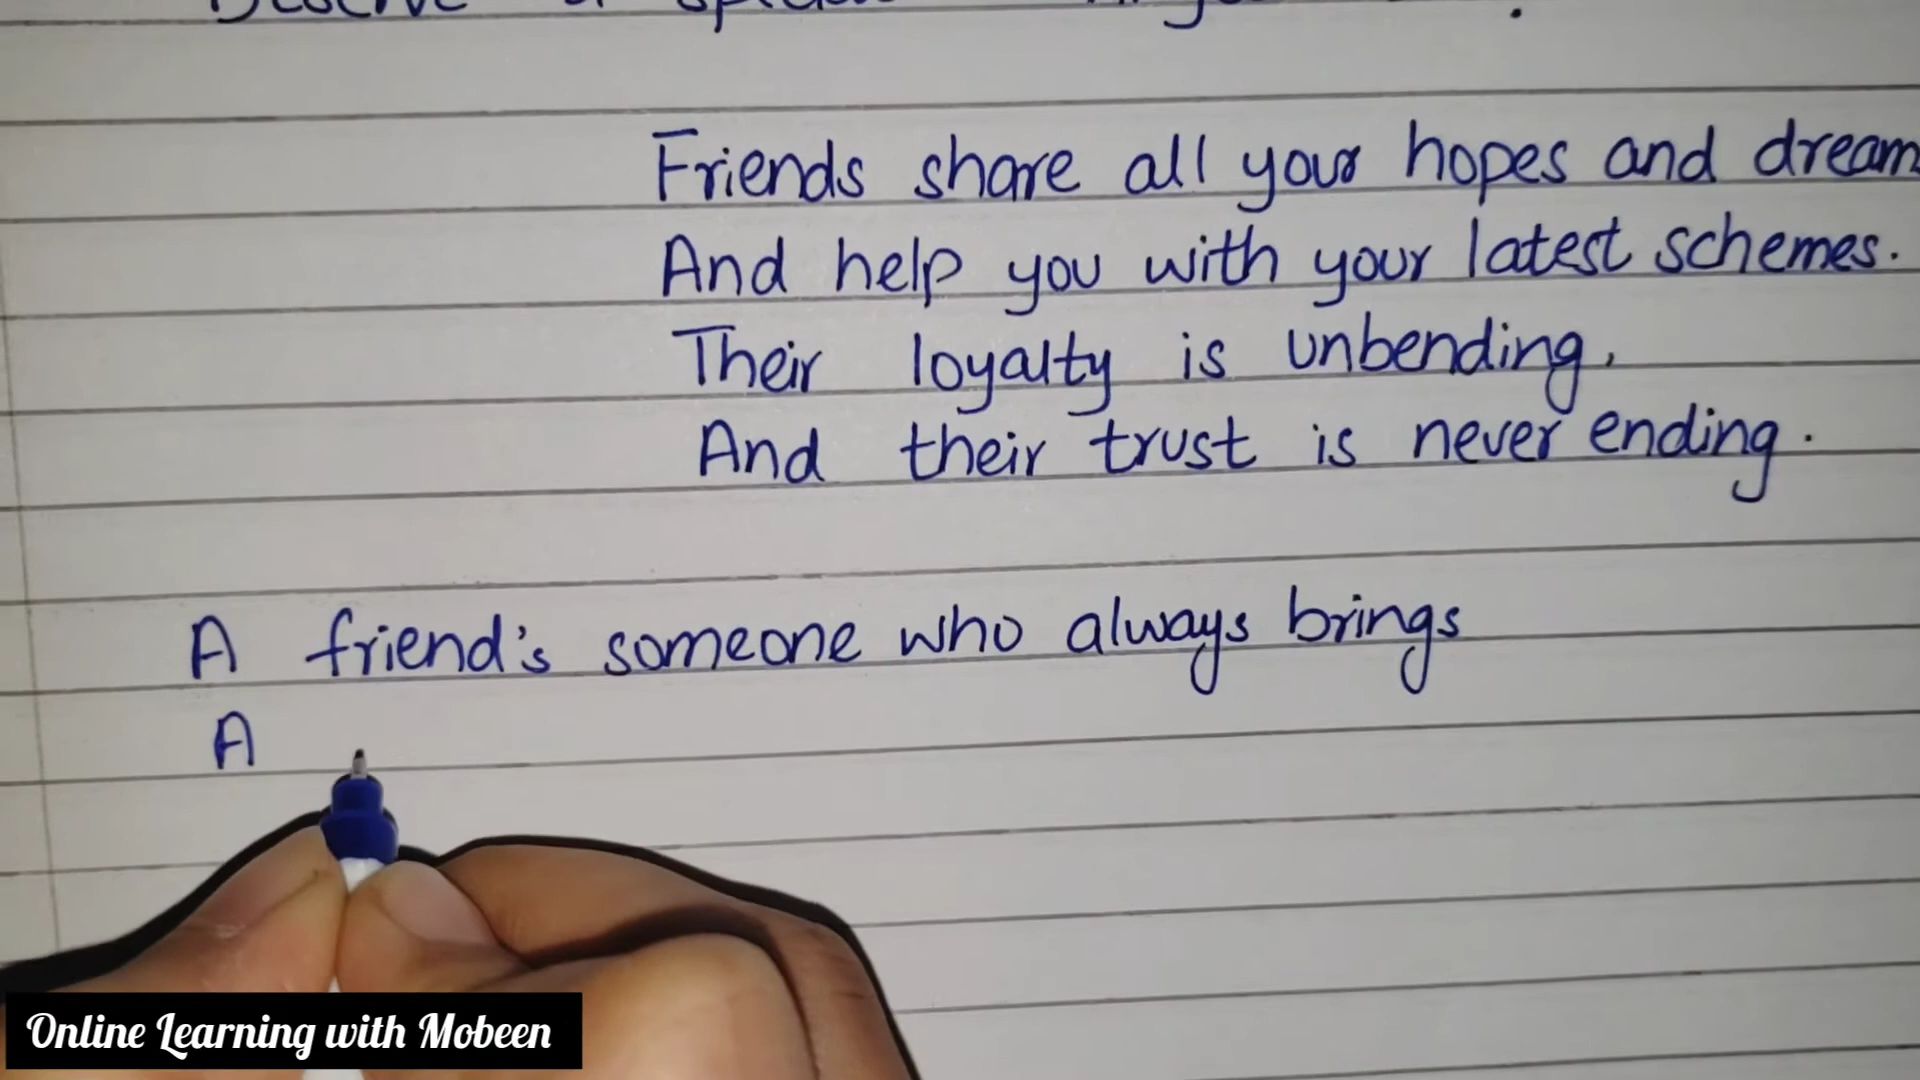 Friends share all your hopes and dream
And help you with your latest schemes.
Their loyalty is unbending,
And their trust is never ending.
A friend's someone who always brings
A
Online Learning with Mobeen